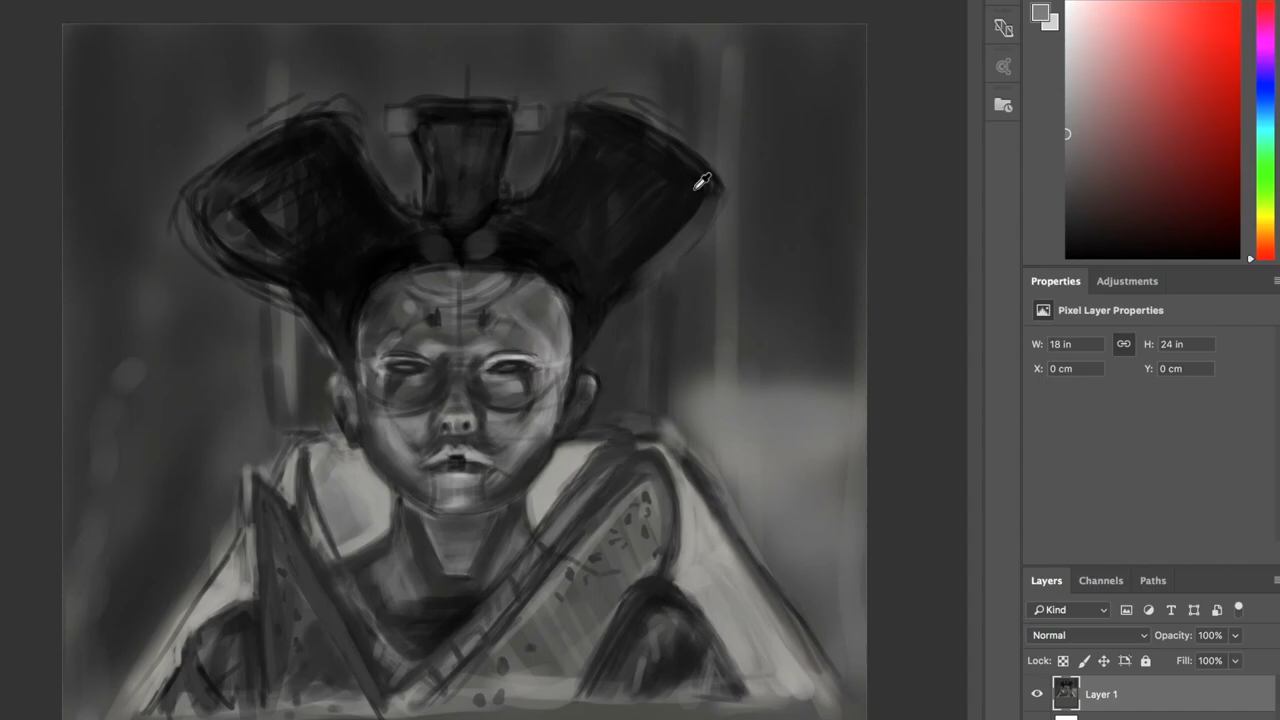 Properties Adjustments
Pixel Layer Properties
W: 18 in H: 24 in
X: 0 cm Y: 0 cm
Layers Channels Paths
Kind
Normal Opacity: 100%
Lock: Fill: 100%
Layer 1